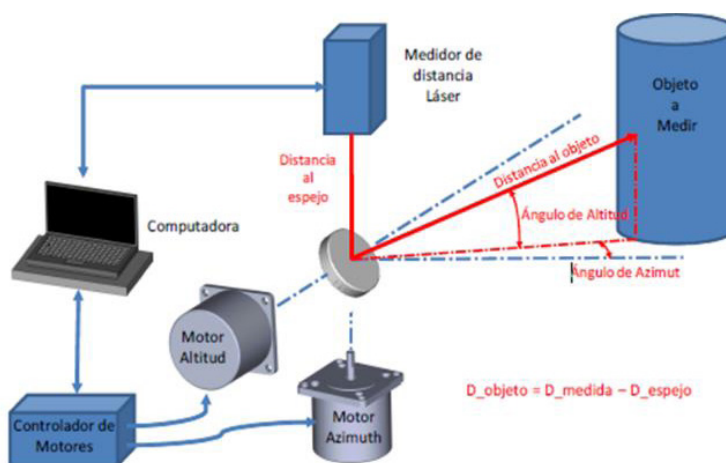 Medidor de
distancia
Láser
Objeto
a
Medir
Distancia
al
espejo
Distancia al objeto
Ángulo de Altitud
Computadora
Ángulo de Azimut
Motor
Altitud
D_objeto = D_medida – D_espejo
Controlador de
Motores
Motor
Azimuth